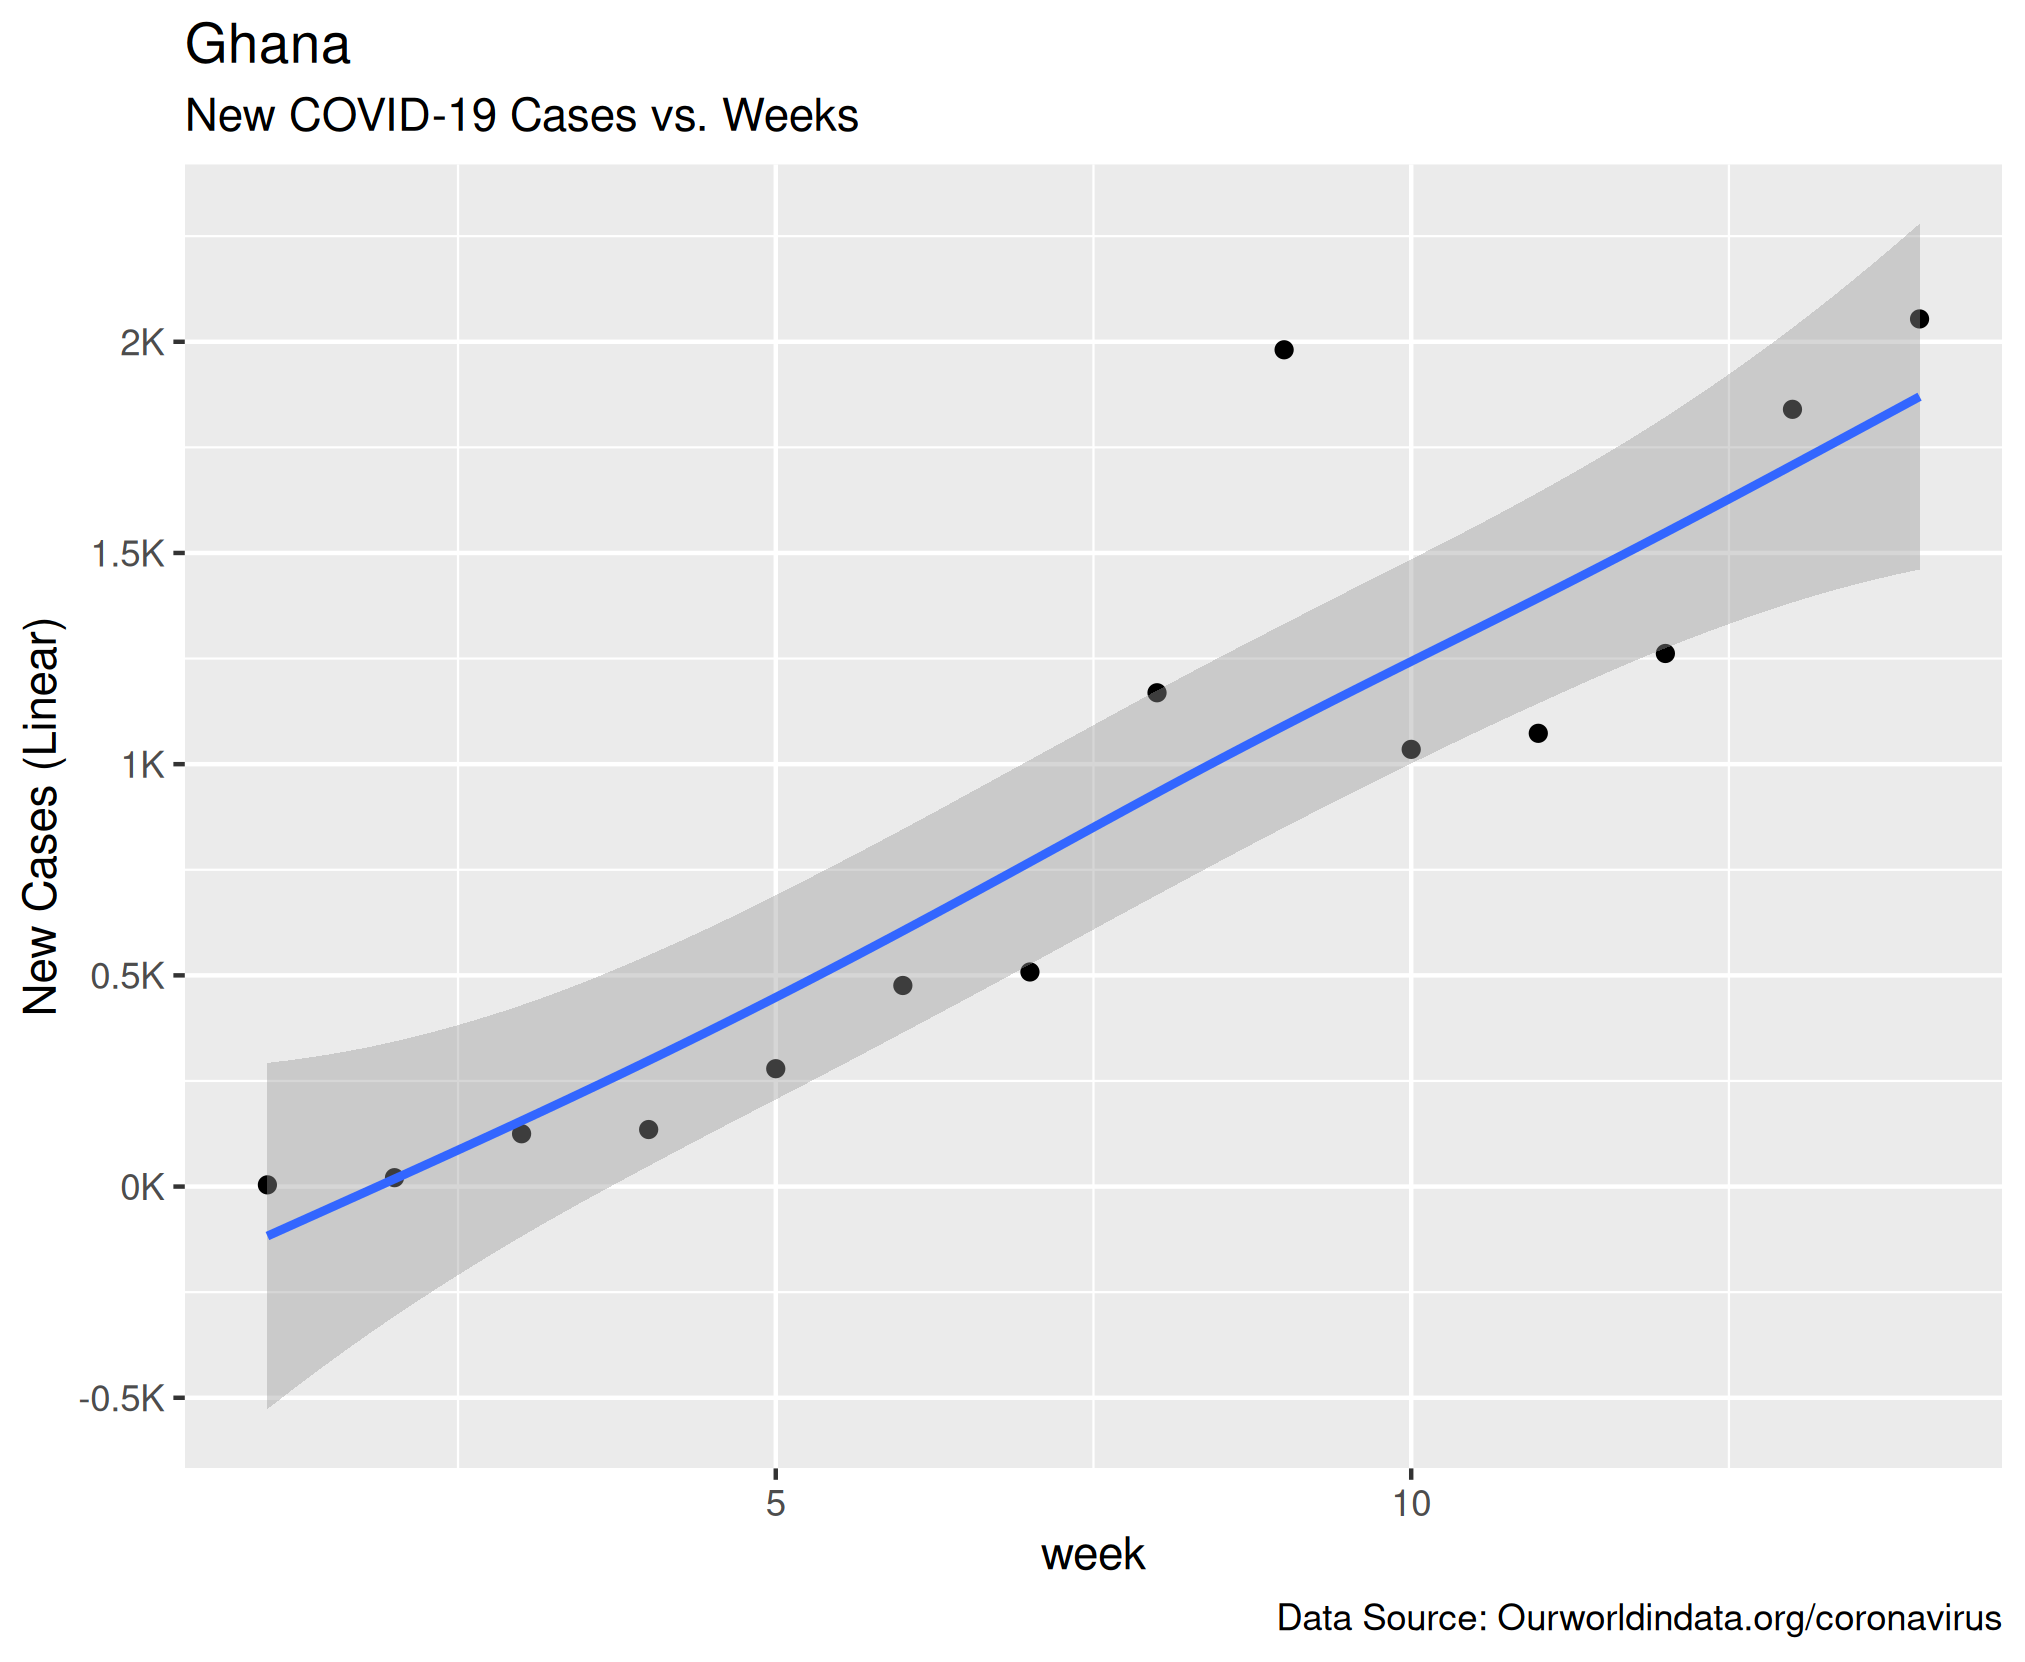 Ghana
New COVID-19 Cases vs. Weeks
New Cases (Linear)
2K
1.5K
1K
0.5K
0K
-0.5K
5 10
week
Data Source: Ourworldindata.org/coronavirus